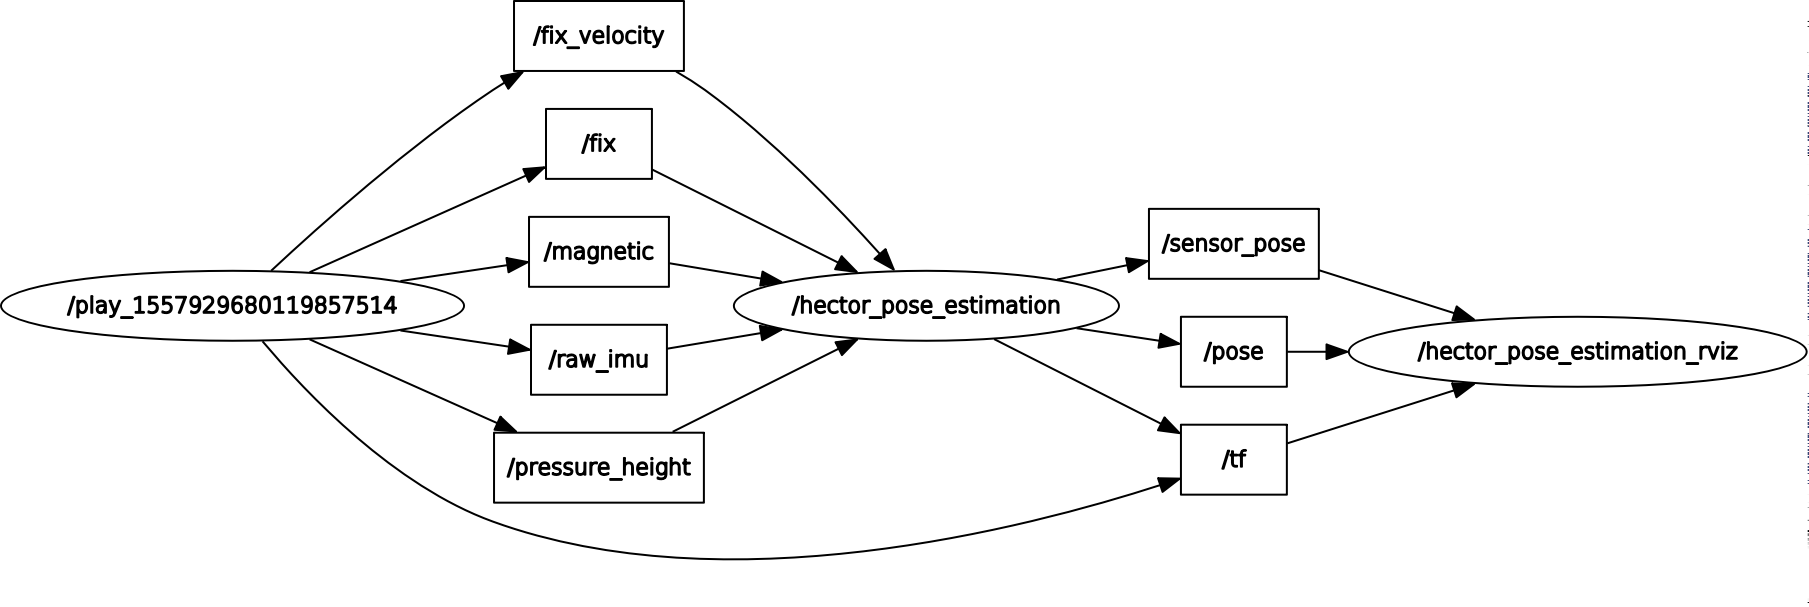 /fix_velocity
/fix
/magnetic
/sensor_pose
/play_1557929680119857514
/hector_pose_estimation
/raw_imu
/pose
/hector_pose_estimation_rviz
/pressure_height
/tf